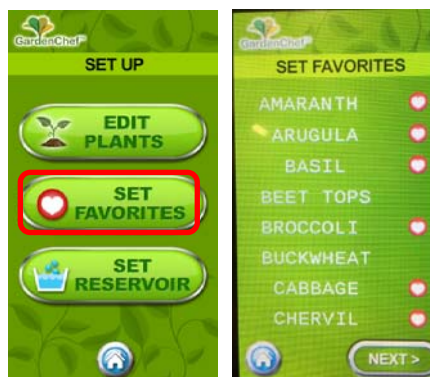 GardenChef
SET UP
EDIT
PLANTS
SET
FAVORITES
SET
RESERVOIR
GardenChef
SET FAVORITES
AMARANTH
ARUGULA
BASIL
BEET TOPS
BROCCOLI
BUCKWHEAT
CABBAGE
CHERVIL
NEXT >